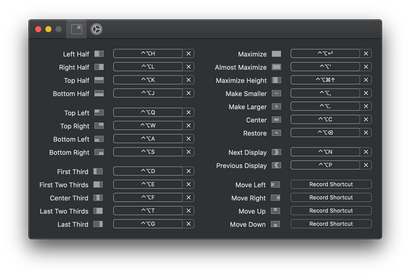 Left Half ^⌥H ×
Right Half ^⌥L ×
Top Half ^⌥K ×
Bottom Half ^⌥J ×
Top Left ^⌥Q ×
Top Right ^⌥W ×
Bottom Left ^⌥A ×
Bottom Right ^⌥S ×
First Third ^⌥D ×
First Two Thirds ^⌥E ×
Center Third ^⌥F ×
Last Two Thirds ^⌥T ×
Last Third ^⌥G ×
Maximize ^⌥↩ ×
Almost Maximize ^⌥' ×
Maximize Height ^⌥⌘↑ ×
Make Smaller ^⌥, ×
Make Larger ^⌥. ×
Center ^⌥C ×
Restore ^⌥⌫ ×
Next Display ^⌥N ×
Previous Display ^⌥P ×
Move Left Record Shortcut
Move Right Record Shortcut
Move Up Record Shortcut
Move Down Record Shortcut